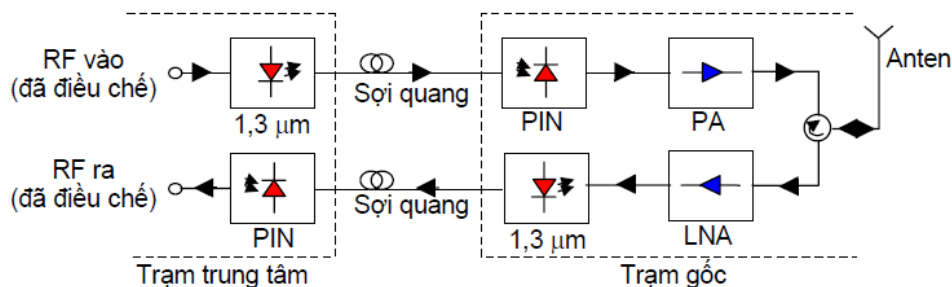 RF vào
(đã điều chế)
1,3 μm
Sợi quang
PIN
PA
Anten
RF ra
(đã điều chế)
PIN
Sợi quang
1,3 μm
LNA
Trạm trung tâm
Trạm gốc